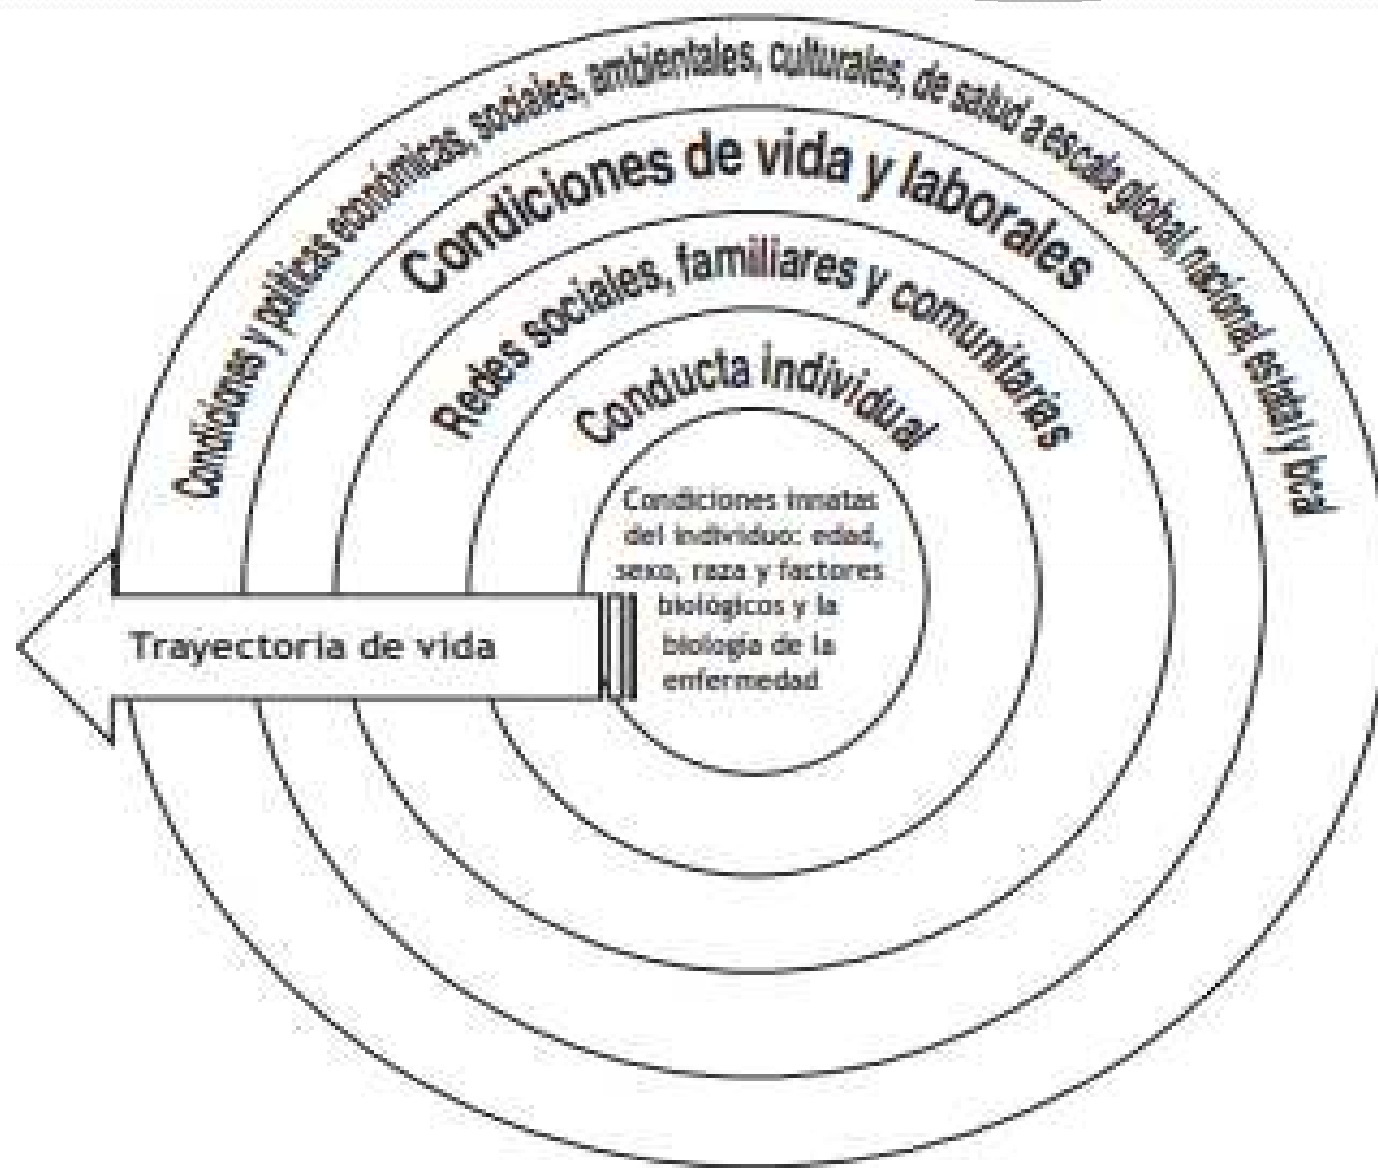 Condiciones y políticas económicas, sociales, ambientales, culturales, de salud a escala global, nacional, estatal y local
Condiciones de vida y laborales
Redes sociales, familiares y comunitarias
Conducta individual
Condiciones innatas
del individuo: edad,
sexo, raza y factores
biológicos y la
biología de la
enfermedad
Trayectoria de vida